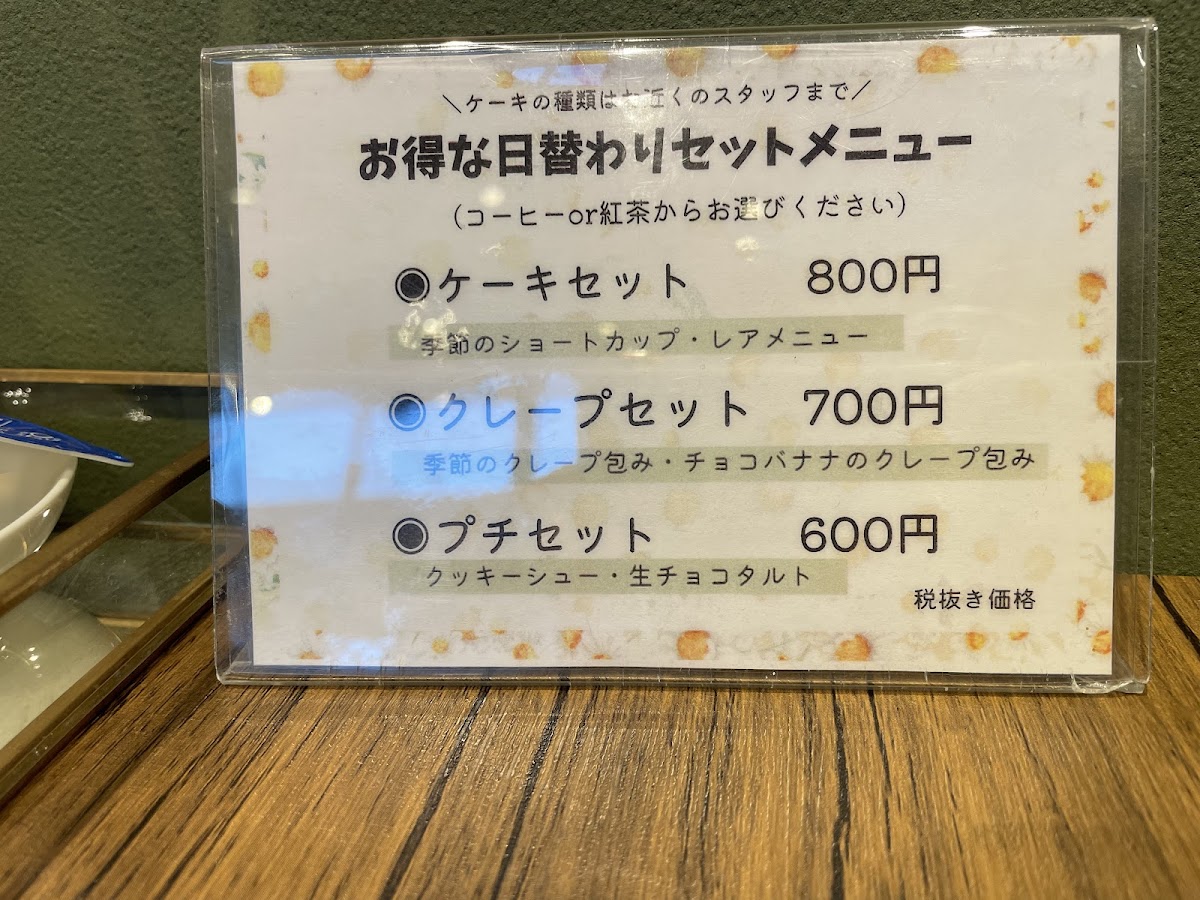 ＼ケーキの種類はお近くのスタッフまで／
お得な日替わりセットメニュー
（コーヒーor紅茶からお選びください）
◉ケーキセット 800円
季節のショートカップ・レアメニュー
◉クレープセット 700円
季節のクレープ包み・チョコバナナのクレープ包み
◉プチセット 600円
クッキーシュー・生チョコタルト
税抜き価格